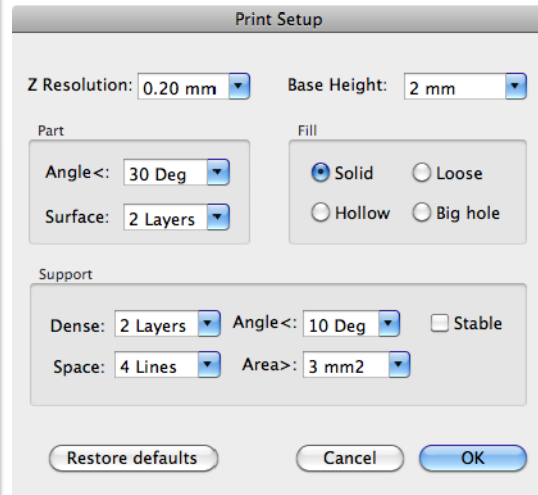 Print Setup
Z Resolution: 0.20 mm Base Height: 2 mm
Part Fill
Angle<: 30 Deg Solid Loose
Surface: 2 Layers Hollow Big hole
Support
Dense: 2 Layers Angle<: 10 Deg Stable
Space: 4 Lines Area>: 3 mm2
Restore defaults Cancel OK